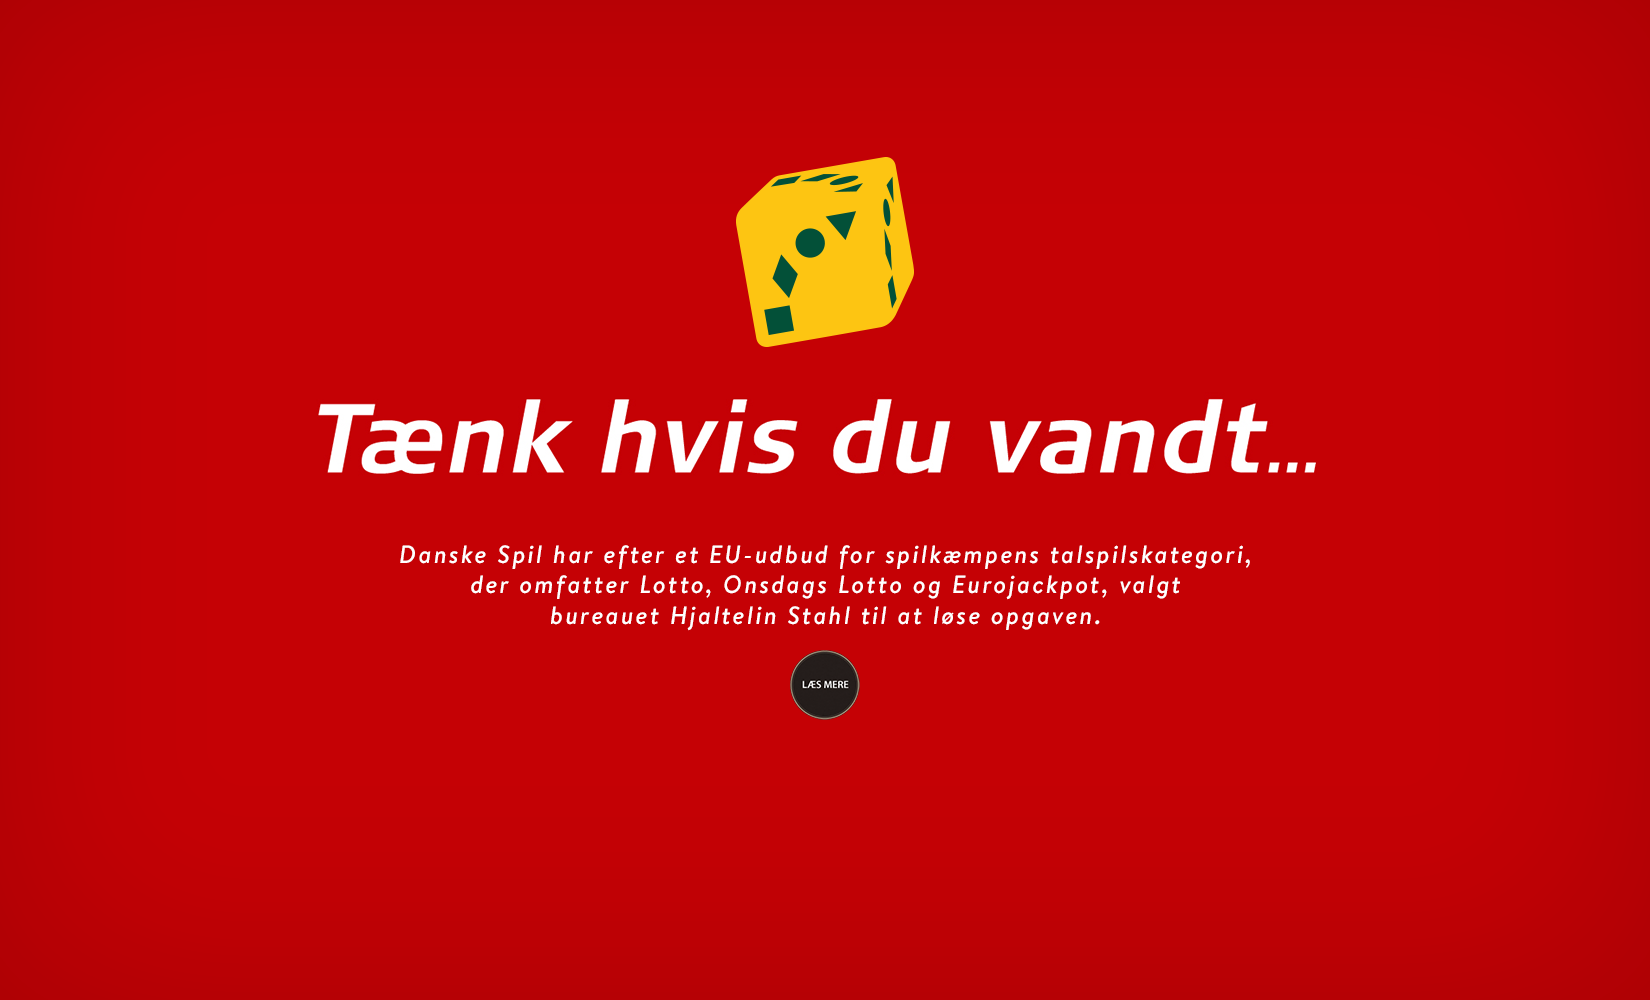 Tænk hvis du vandt...
Danske Spil har efter et EU-udbud for spilkæmpens talspilskategori,
der omfatter Lotto, Onsdags Lotto og Eurojackpot, valgt
bureauet Hjaltelin Stahl til at løse opgaven.
LÆS MERE